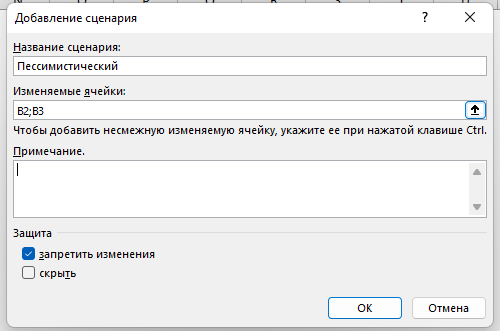 Добавление сценария
?
Название сценария:
Пессимистический
Изменяемые ячейки:
B2;B3
Чтобы добавить несмежную изменяемую ячейку, укажите ее при нажатой клавише Ctrl.
Примечание.
Защита
запретить изменения
скрыть
ОК
Отмена